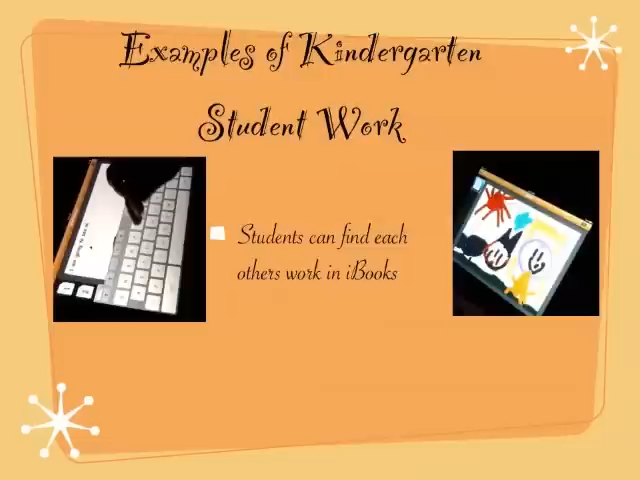 Examples of Kindergarten
Student Work
Students can find each
others work in iBooks